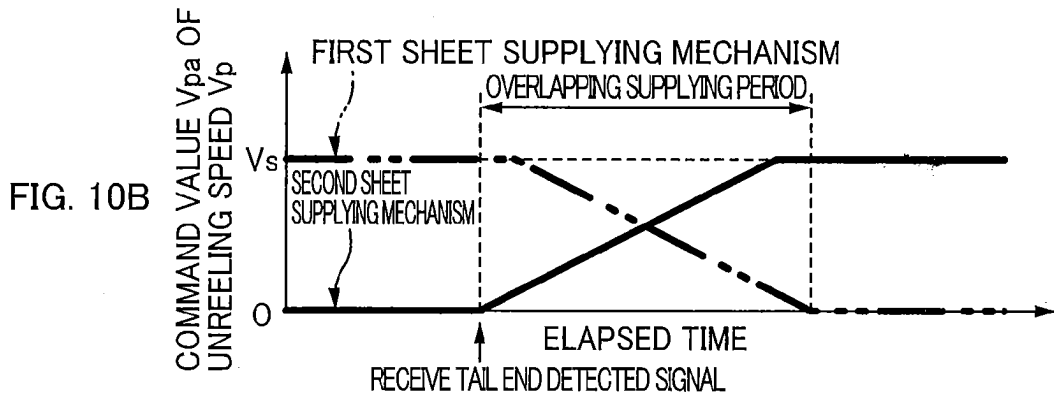 FIG. 10B
COMMAND VALUE Vpa OF
UNREELING SPEED Vp
FIRST SHEET SUPPLYING MECHANISM
OVERLAPPING SUPPLYING PERIOD
Vs
SECOND SHEET
SUPPLYING MECHANISM
0
ELAPSED TIME
RECEIVE TAIL END DETECTED SIGNAL